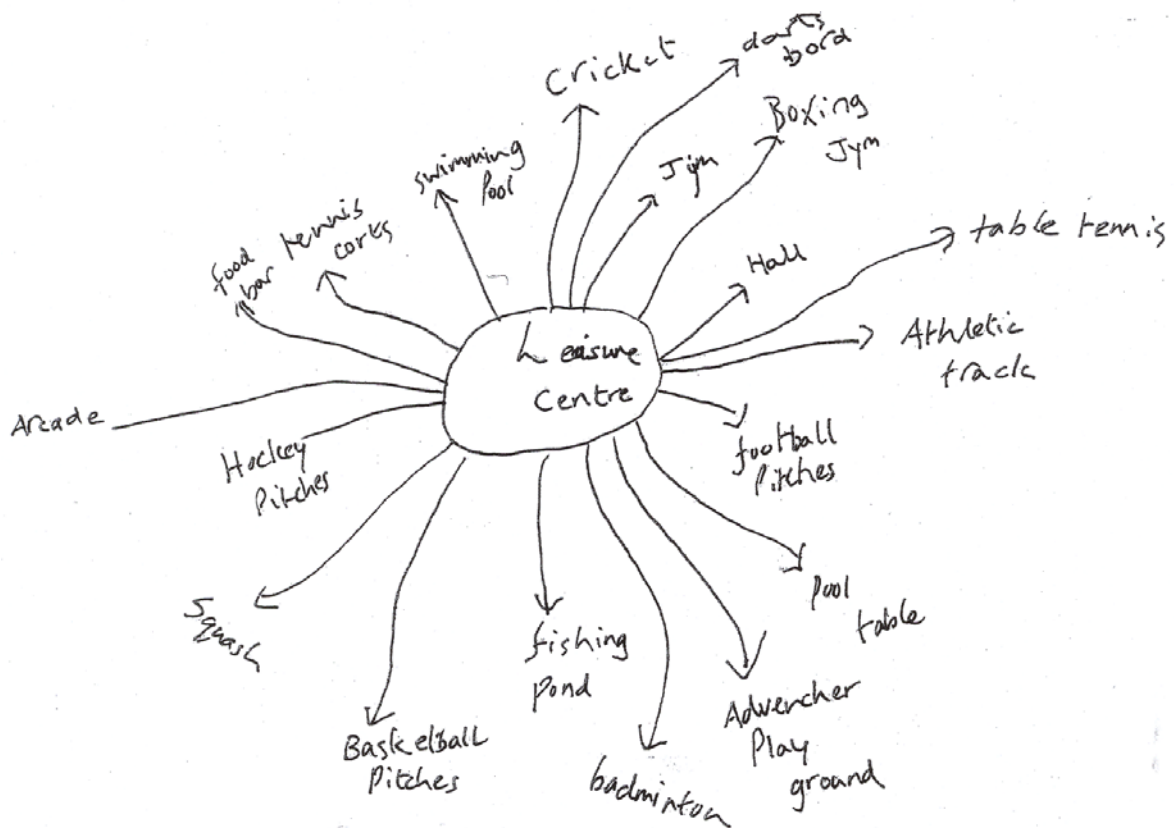 Cricket
darts
bord
Boxing
Jym
swimming
Pool
Jym
tennis
corts
food
bar
Hall
table tennis
Leisure
Centre
Athletic
track
Arcade
Hockey
Pitches
football
Pitches
Squash
fishing
pond
Pool
table
Basketball
Pitches
badminton
Advencher
Play
ground